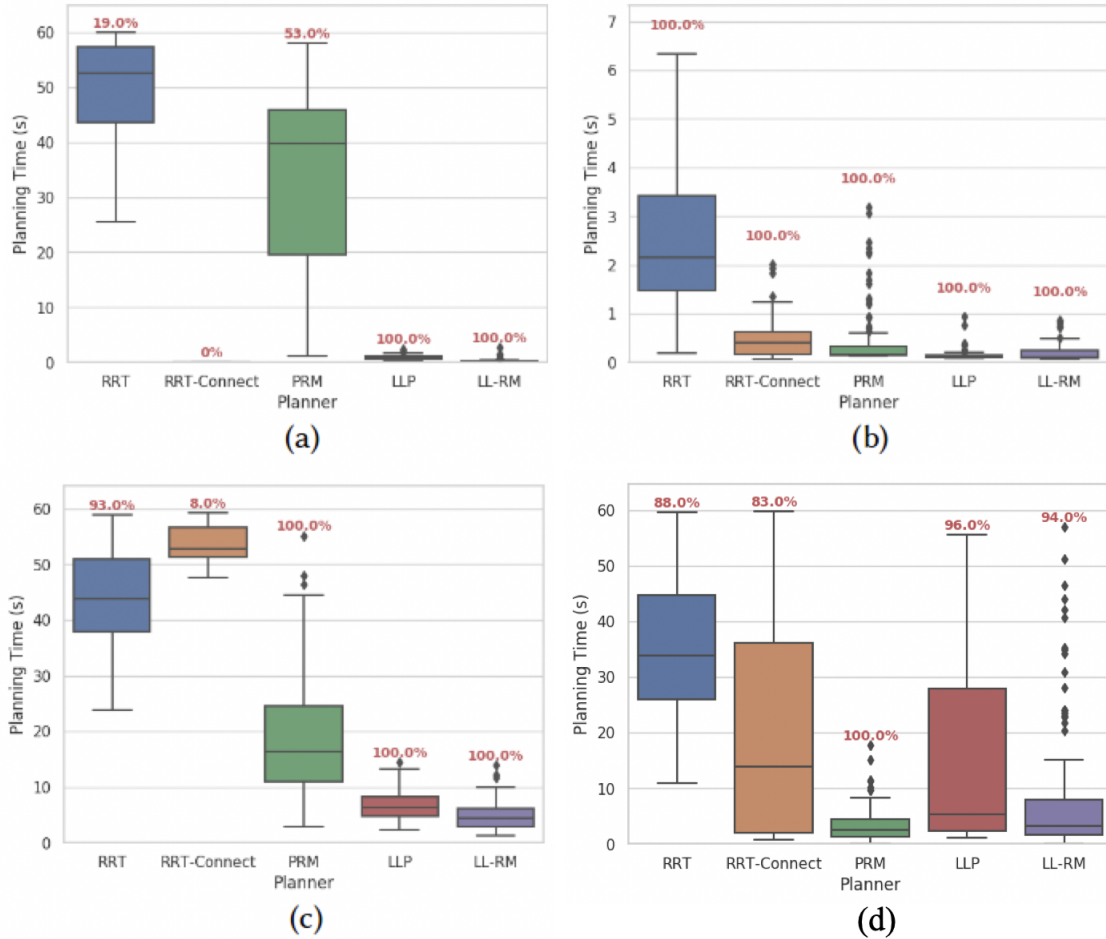 19.0%
60
53.0%
50
40
Planning Time (s)
30
20
10
100.0% 100.0%
0%
0
RRT RRT-Connect PRM LLP LL-RM
Planner
(a)
7
100.0%
6
5
4
Planning Time (s)
100.0%
3
100.0%
2
100.0% 100.0%
1
0
RRT RRT-Connect PRM LLP LL-RM
Planner
(b)
93.0% 8.0%
60
100.0%
50
40
Planning Time (s)
30
20
100.0% 100.0%
10
0
RRT RRT-Connect PRM LLP LL-RM
Planner
(c)
88.0% 83.0%
60
96.0% 94.0%
50
40
Planning Time (s)
30
20
100.0%
10
0
RRT RRT-Connect PRM LLP LL-RM
Planner
(d)